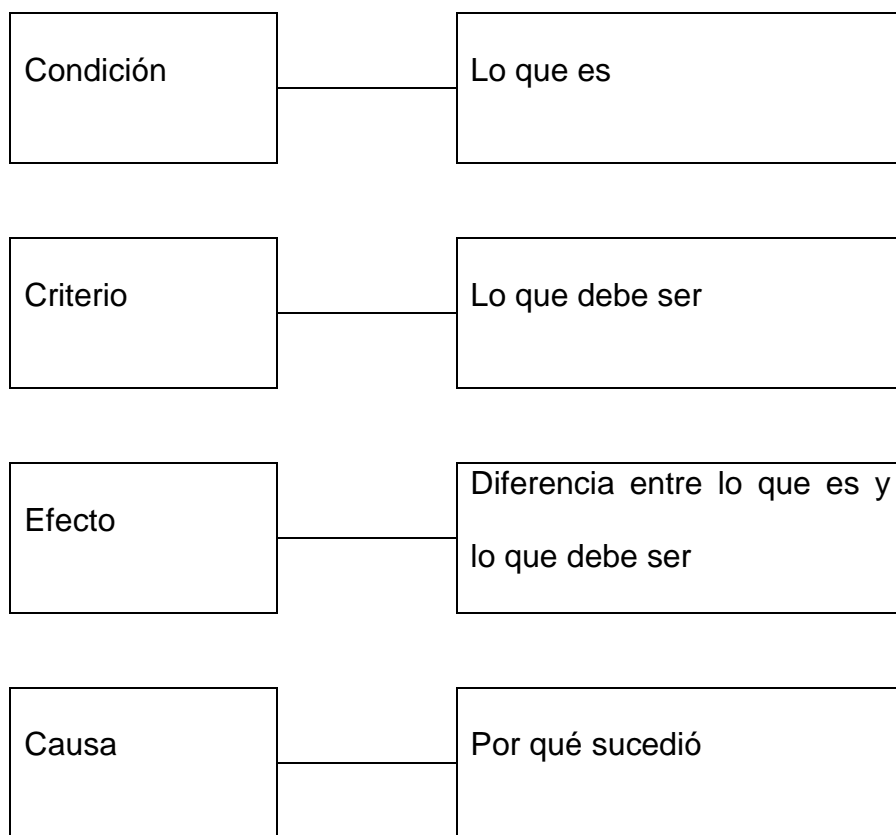 Condición
Lo que es
Criterio
Lo que debe ser
Efecto
Diferencia entre lo que es y
lo que debe ser
Causa
Por qué sucedió